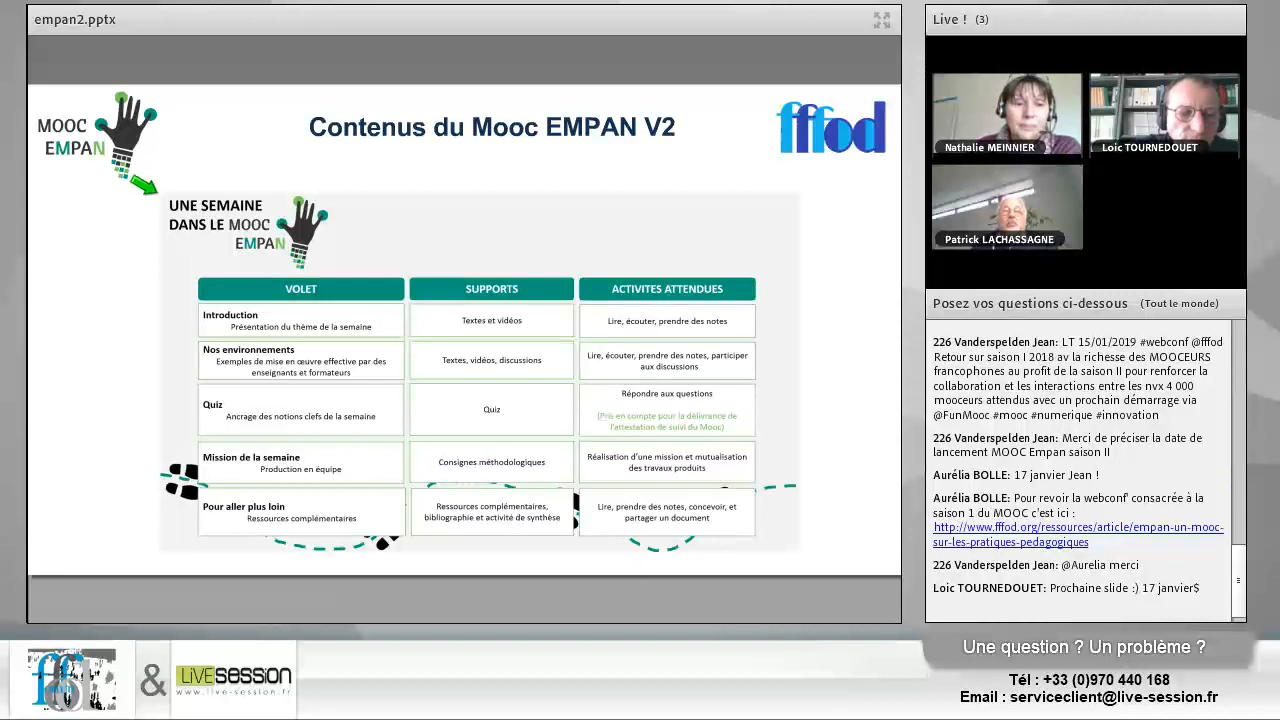 empan2.pptx
MOOC
EMPAN
Contenus du Mooc EMPAN V2
fffod
UNE SEMAINE
DANS LE MOOC
EMPAN
VOLET
SUPPORTS
ACTIVITES ATTENDUES
Introduction
Présentation du thème de la semaine
Textes et vidéos
Lire, écouter, prendre des notes
Nos environnements
Exemples de mise en œuvre effective par des
enseignants et formateurs
Textes, vidéos, discussions
Lire, écouter, prendre des notes, participer
aux discussions
Quiz
Ancrage des notions clefs de la semaine
Quiz
Répondre aux questions
(Pris en compte pour la délivrance de
l'attestation de suivi du Mooc)
Mission de la semaine
Production en équipe
Consignes méthodologiques
Réalisation d'une mission et mutualisation
des travaux produits
Pour aller plus loin
Ressources complémentaires
Ressources complémentaires,
bibliographie et activité de synthèse
Lire, prendre des notes, concevoir, et
partager un document
Live ! (3)
Nathalie MEINNIER
Loic TOURNEDOUET
Patrick LACHASSAGNE
Posez vos questions ci-dessous (Tout le monde)
226 Vanderspelden Jean: LT 15/01/2019 #webconf @fffod
Retour sur saison I 2018 av la richesse des MOOCEURS
francophones au profit de la saison II pour renforcer la
collaboration et les interactions entre les nvx 4 000
mooceurs attendus avec un prochain démarrage via
@FunMooc #mooc #numerique #innovation
226 Vanderspelden Jean: Merci de préciser la date de
lancement MOOC Empan saison II
Aurélia BOLLE: 17 janvier Jean !
Aurélia BOLLE: Pour revoir la webconf' consacrée à la
saison 1 du MOOC c'est ici :
http://www.fffod.org/ressources/article/empan-un-mooc-
sur-les-pratiques-pedagogiques
226 Vanderspelden Jean: @Aurelia merci
Loic TOURNEDOUET: Prochaine slide :) 17 janvier$
&
LIVESESSION
www.live-session.fr
Une question ? Un problème ?
Tél : +33 (0)970 440 168
Email : serviceclient@live-session.fr